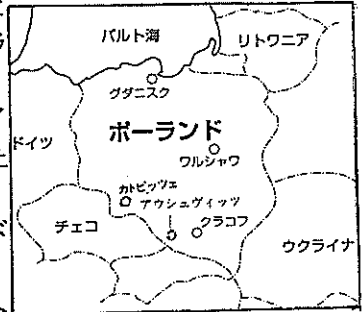 バルト海
リトワニア
グダニスク
ポーランド
ドイツ
ワルシャワ
カトビッツェ
アウシュヴィッツ
チェコ
クラコフ
ウクライナ